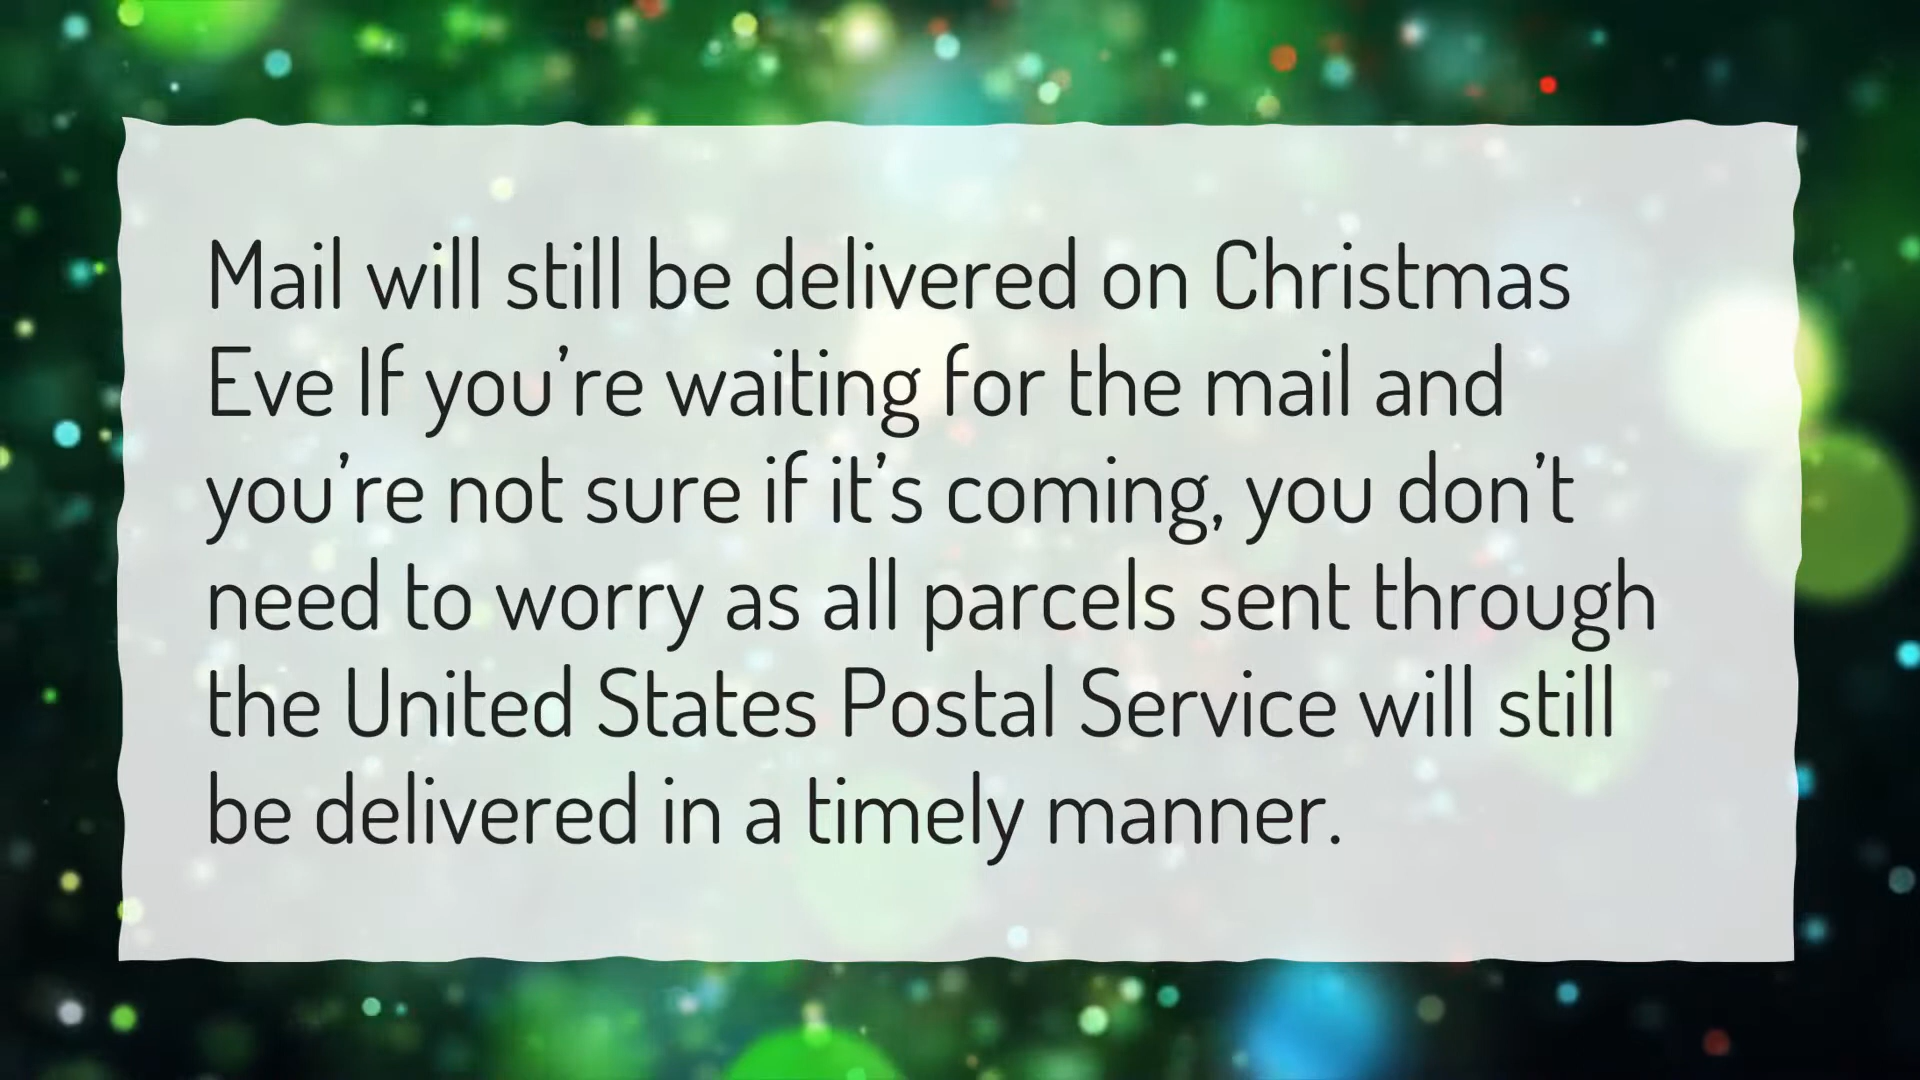 Mail will still be delivered on Christmas
Eve If you’re waiting for the mail and
you’re not sure if it’s coming, you don’t
need to worry as all parcels sent through
the United States Postal Service will still
be delivered in a timely manner.